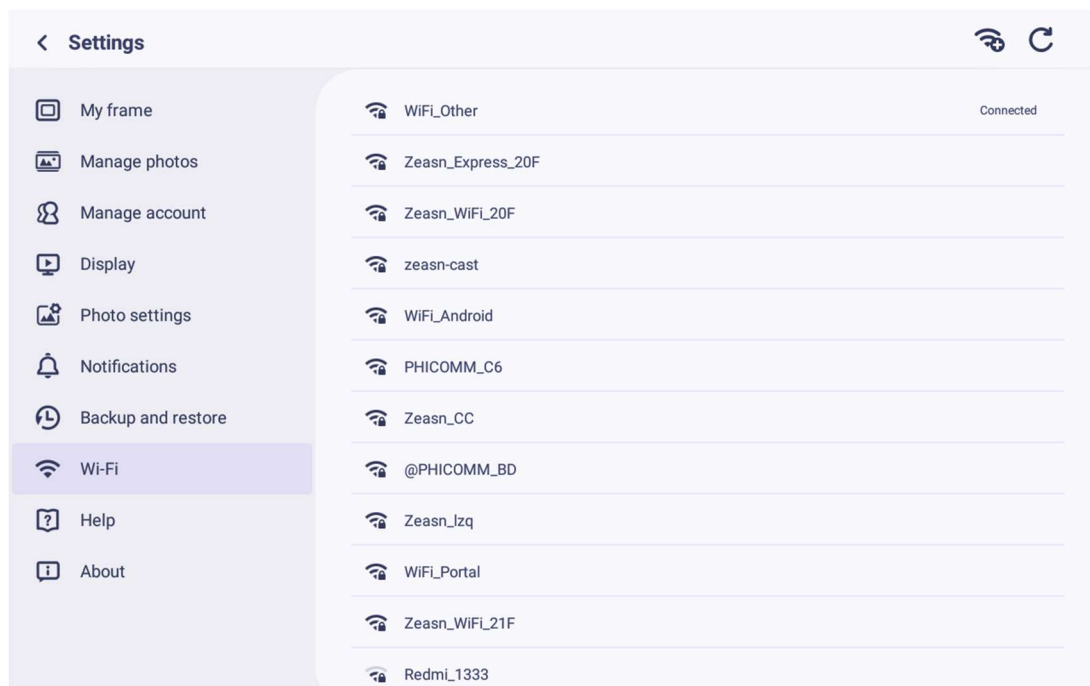 Settings
My frame
Manage photos
Manage account
Display
Photo settings
Notifications
Backup and restore
Wi-Fi
Help
About
WiFi_Other Connected
Zeasn_Express_20F
Zeasn_WiFi_20F
zeasn-cast
WiFi_Android
PHICOMM_C6
Zeasn_CC
@PHICOMM_BD
Zeasn_lzq
WiFi_Portal
Zeasn_WiFi_21F
Redmi_1333